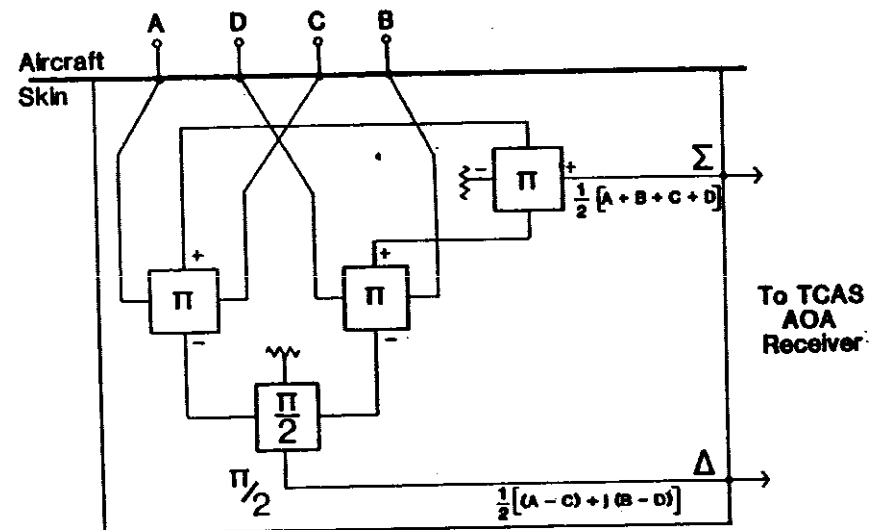 A D C B
Aircraft
Skin
Σ
- π +
½ [A + B + C + D]
+ +
π π
- -
To TCAS
AOA
Receiver
π/2
π/2
Δ
½ [(A - C) + j (B - D)]